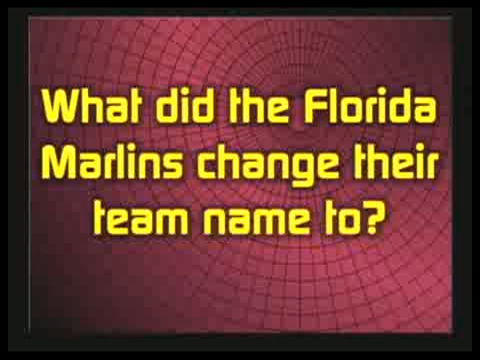 What did the Florida
Marlins change their
team name to?